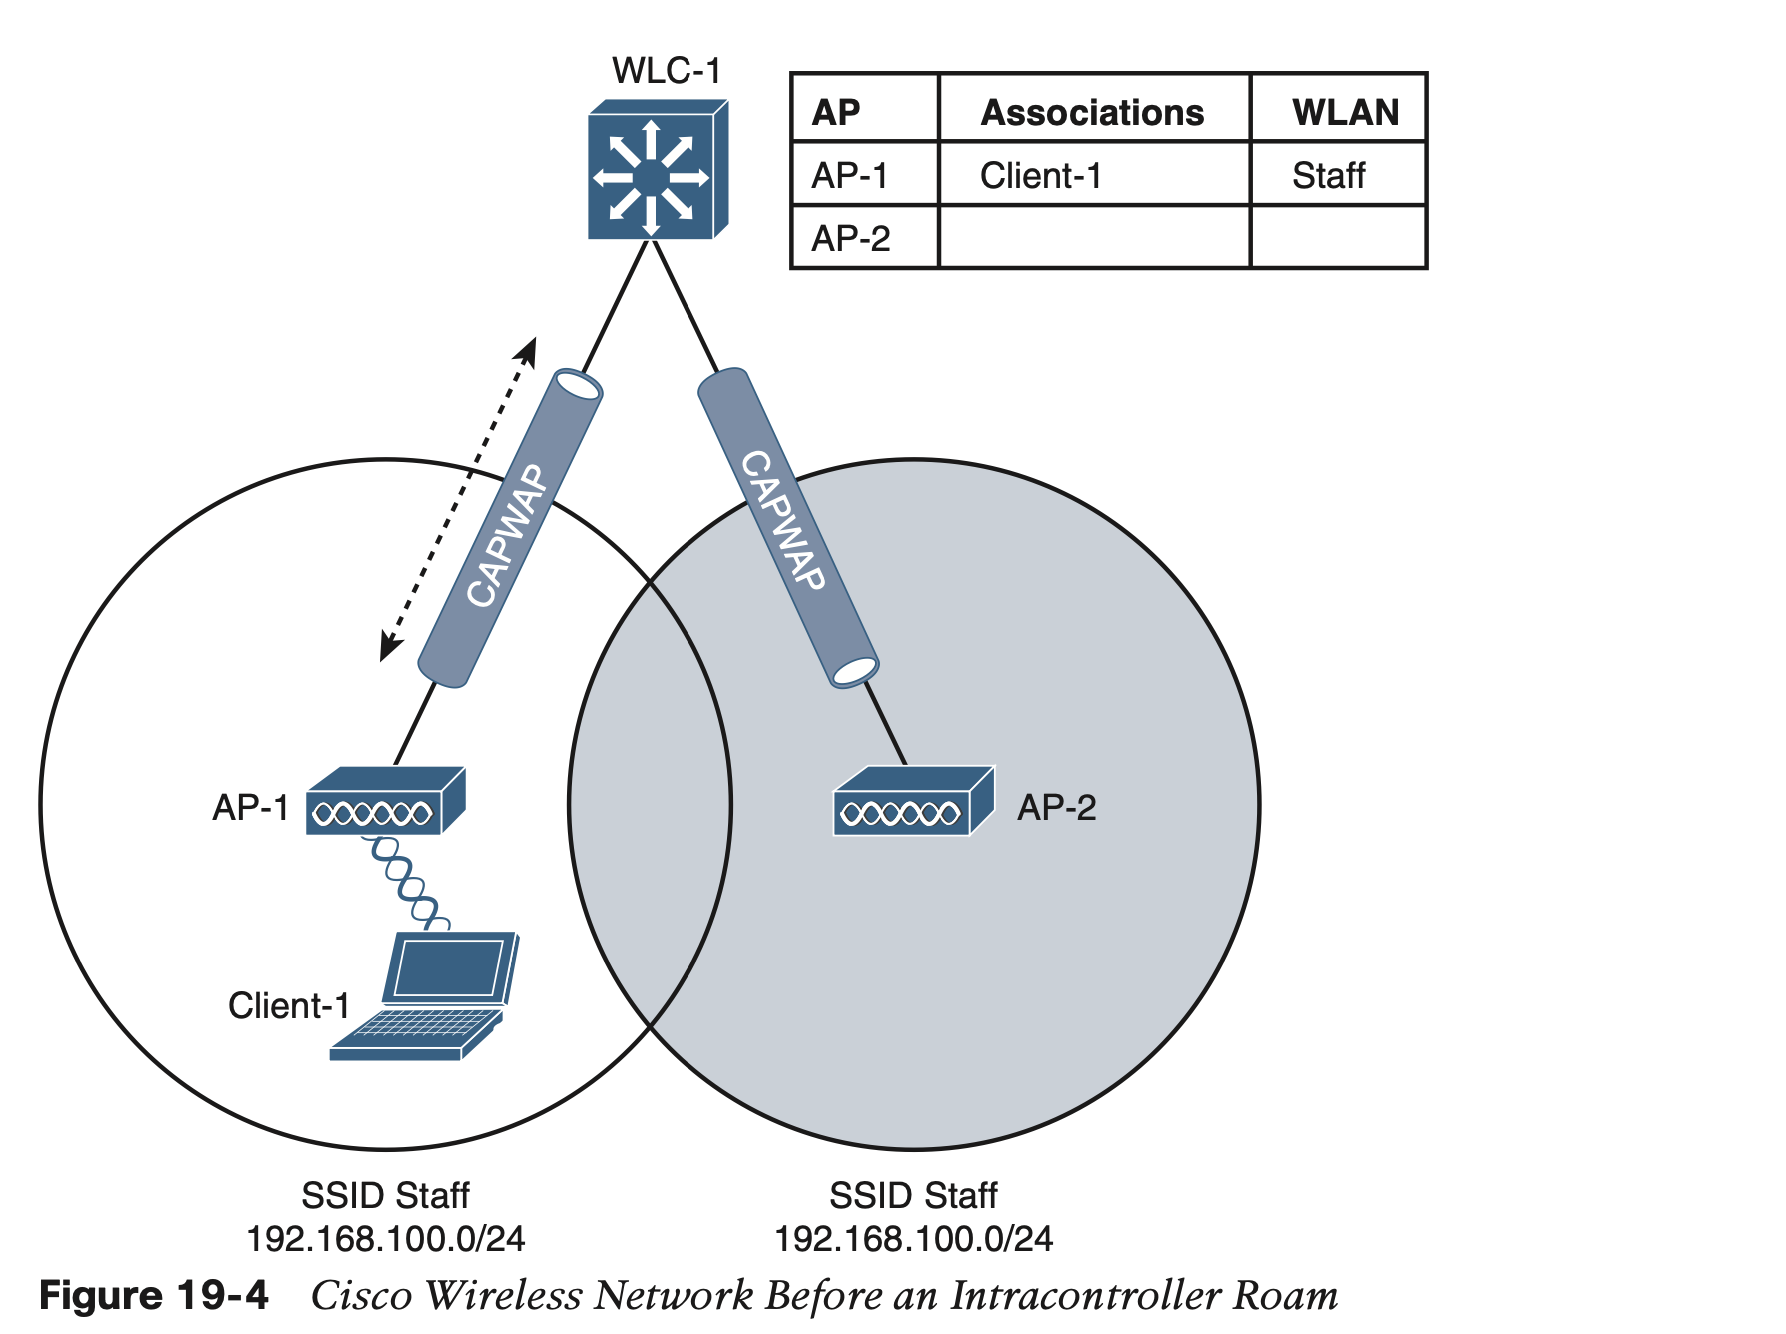 WLC-1
AP Associations WLAN
AP-1 Client-1 Staff
AP-2
CAPWAP
CAPWAP
AP-1
AP-2
Client-1
SSID Staff
192.168.100.0/24
SSID Staff
192.168.100.0/24
Figure 19-4 Cisco Wireless Network Before an Intracontroller Roam